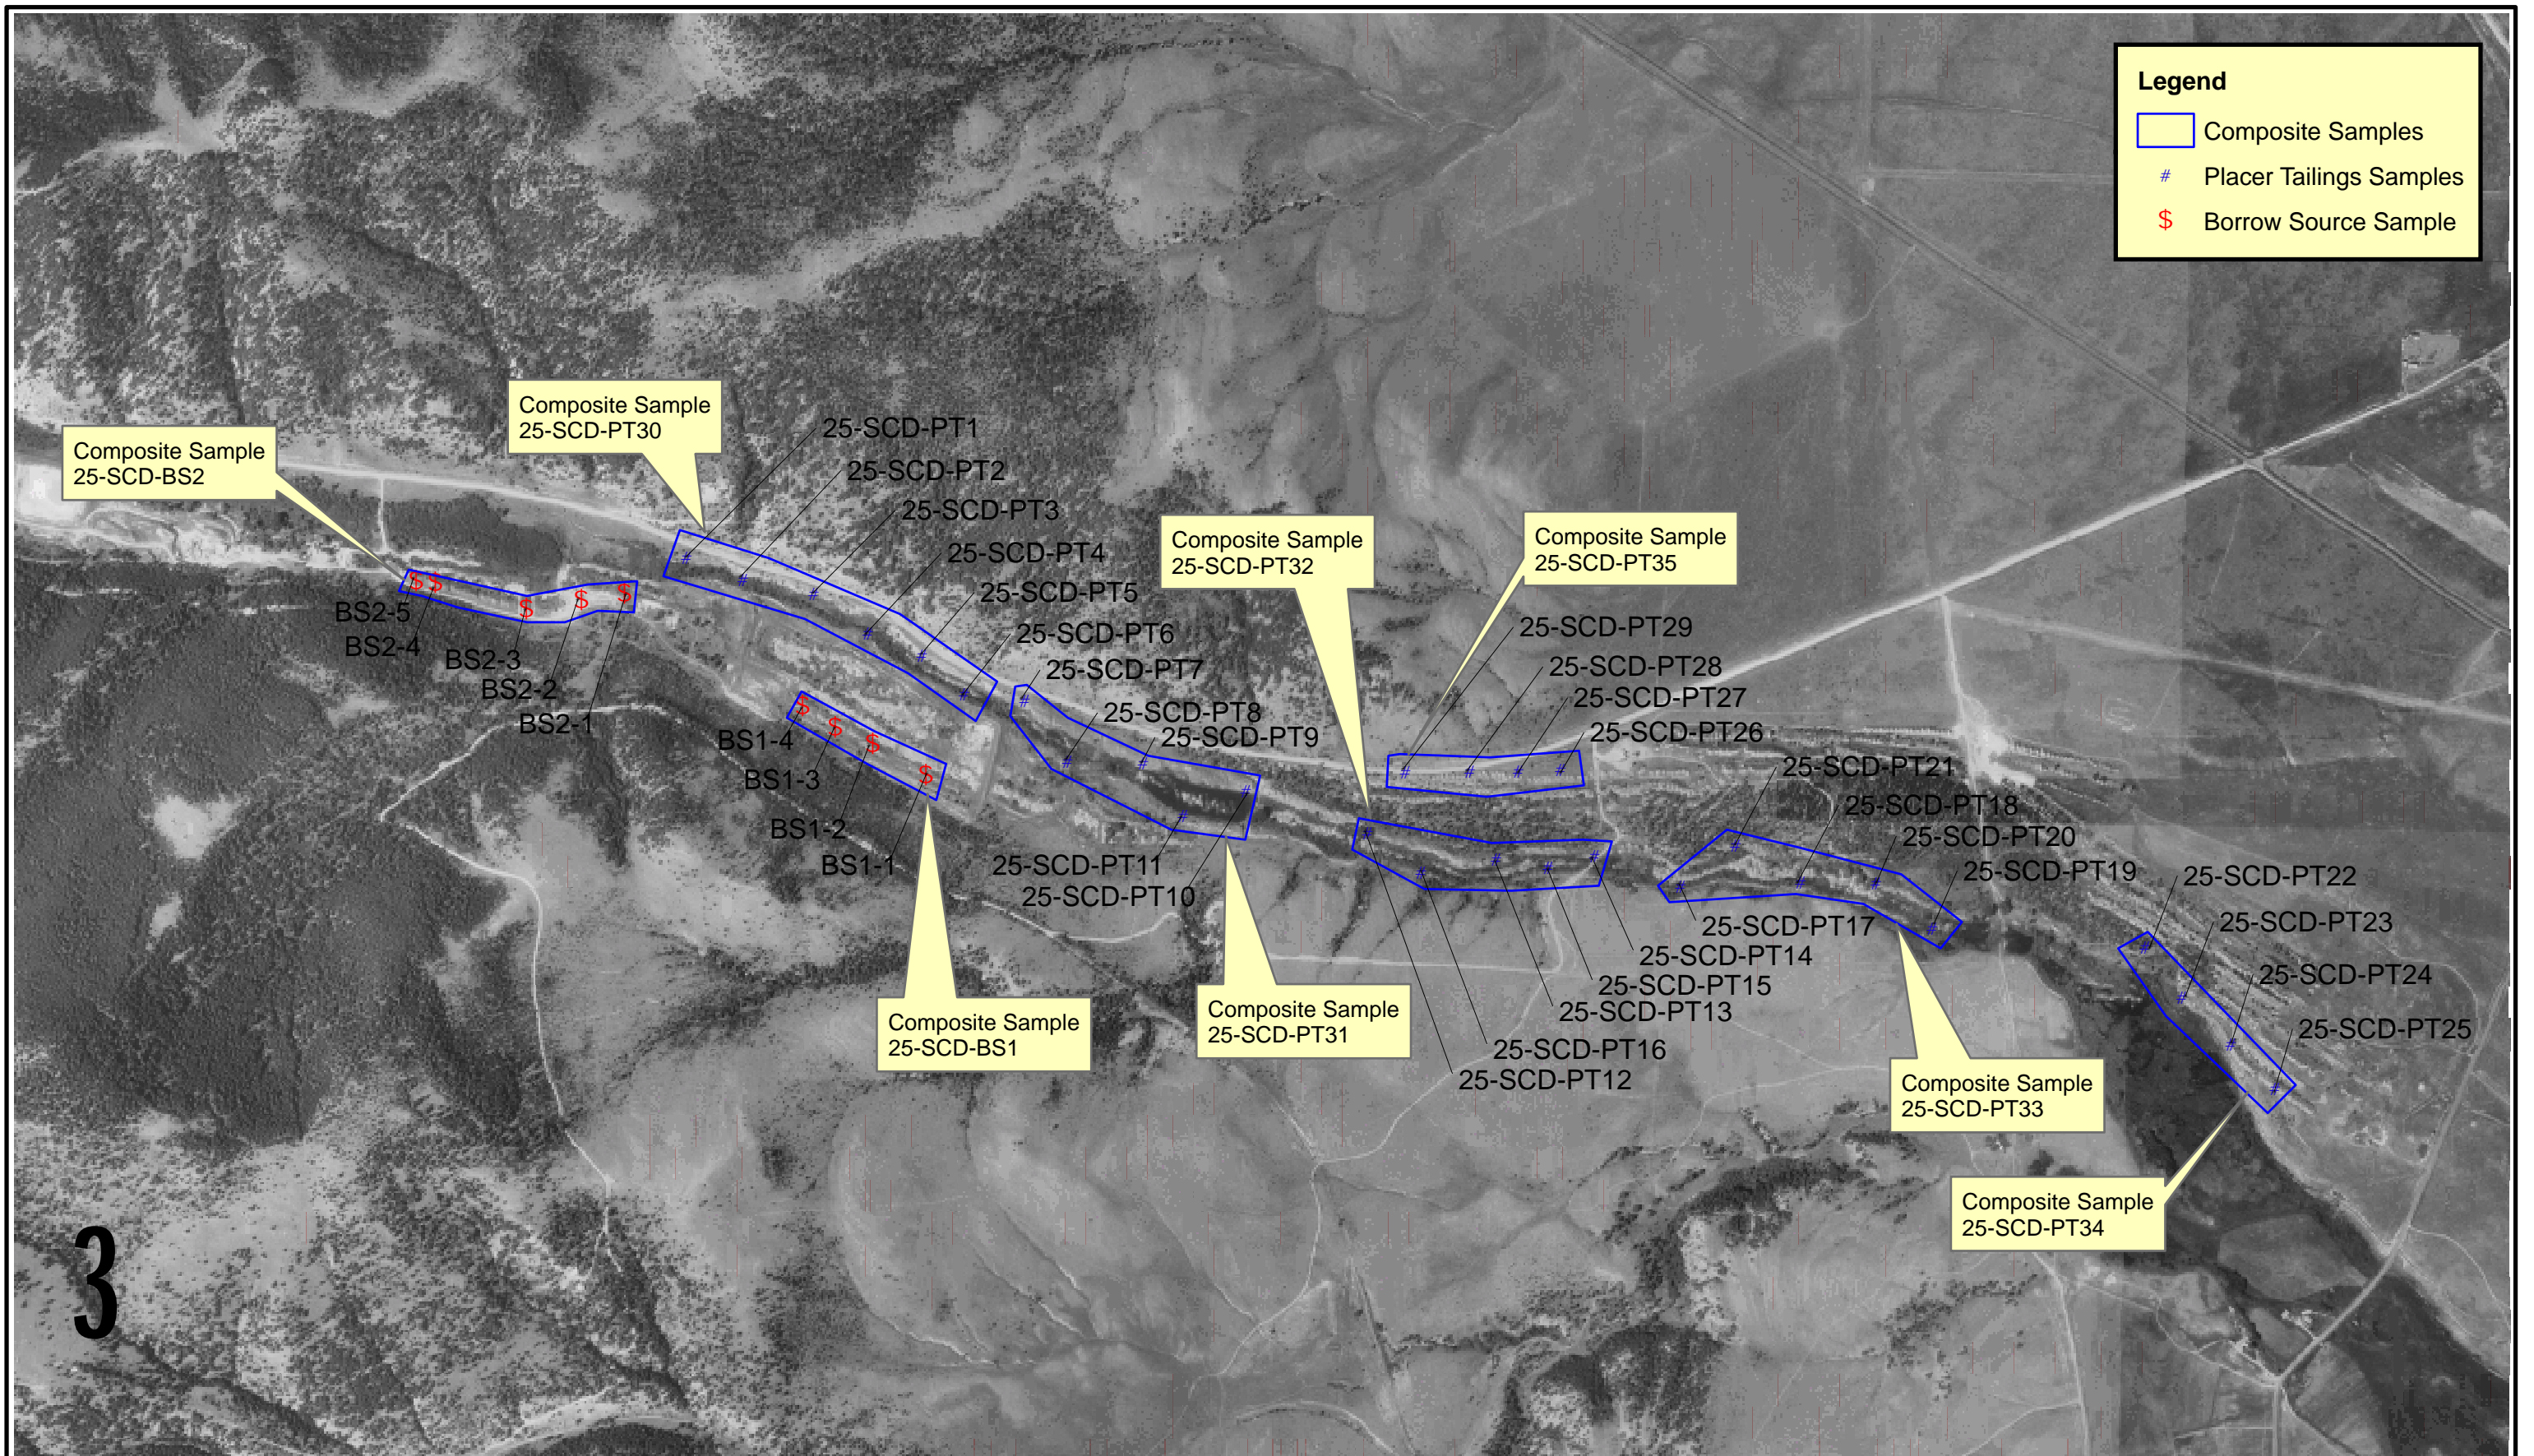 Legend
Composite Samples
# Placer Tailings Samples
$ Borrow Source Sample
Composite Sample
25-SCD-PT30
Composite Sample
25-SCD-BS2
25-SCD-PT1
25-SCD-PT2
25-SCD-PT3
25-SCD-PT4
25-SCD-PT5
25-SCD-PT6
25-SCD-PT7
25-SCD-PT8
25-SCD-PT9
Composite Sample
25-SCD-PT32
Composite Sample
25-SCD-PT35
25-SCD-PT29
25-SCD-PT28
25-SCD-PT27
25-SCD-PT26
BS2-5
BS2-4
BS2-3
BS2-2
BS2-1
BS1-4
BS1-3
BS1-2
BS1-1
25-SCD-PT11
25-SCD-PT10
25-SCD-PT21
25-SCD-PT18
25-SCD-PT20
25-SCD-PT19
25-SCD-PT17
25-SCD-PT14
25-SCD-PT15
25-SCD-PT13
25-SCD-PT16
25-SCD-PT12
25-SCD-PT22
25-SCD-PT23
25-SCD-PT24
25-SCD-PT25
Composite Sample
25-SCD-BS1
Composite Sample
25-SCD-PT31
Composite Sample
25-SCD-PT33
Composite Sample
25-SCD-PT34
3